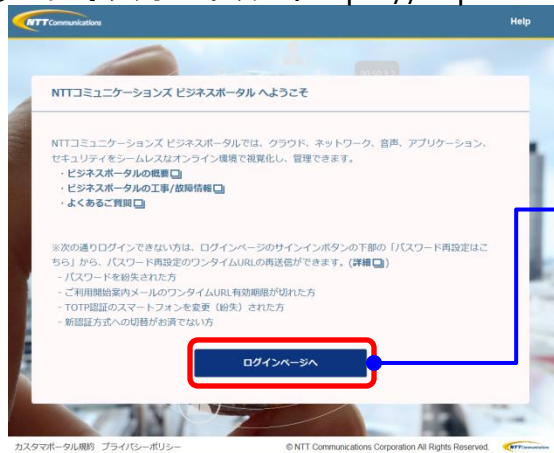 NTT Communications
Help
NTTコミュニケーションズ ビジネスポータル へようこそ
NTTコミュニケーションズ ビジネスポータルでは、クラウド、ネットワーク、音声、アプリケーション、
セキュリティをシームレスなオンライン環境で視覚化し、管理できます。
・ビジネスポータルの概要
・ビジネスポータルの工事/故障情報
・よくあるご質問
※次の通りログインできない方は、ログインページのサインインボタンの下部の「パスワード再設定はこ
ちら」から、パスワード再設定のワンタイムURLの再送信ができます。(詳細)
- パスワードを紛失された方
- ご利用開始案内メールのワンタイムURL有効期限が切れた方
- TOTP認証のスマートフォンを変更（紛失）された方
- 新認証方式への切替がお済でない方
ログインページへ
カスタマポータル規約 プライバシーポリシー
© NTT Communications Corporation All Rights Reserved.
NTT Communications